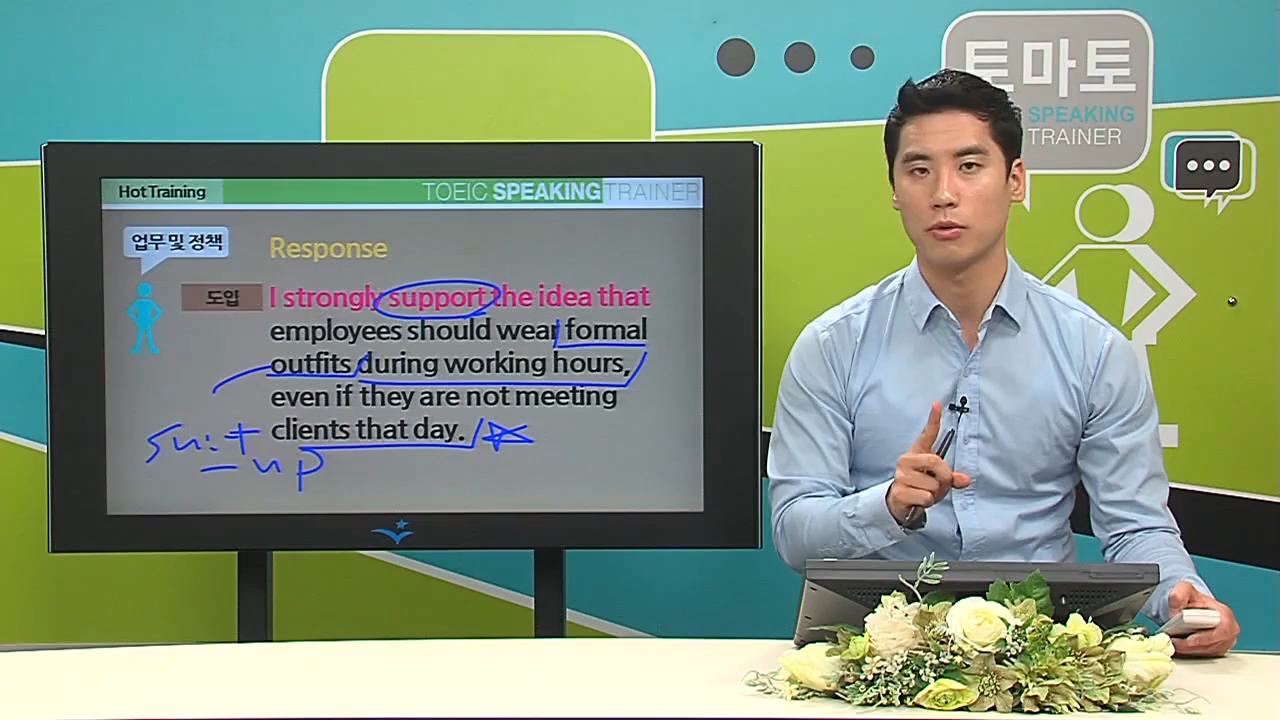 토마토
SPEAKING
TRAINER
Hot Training
TOEIC SPEAKING TRAINER
업무 및 정책
Response
도입
I strongly support the idea that
employees should wear formal
outfits during working hours,
even if they are not meeting
clients that day.
suit
up